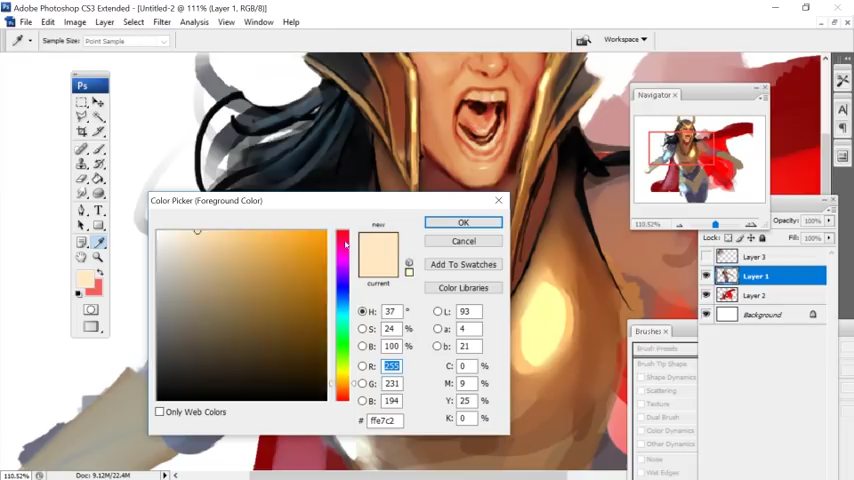 Ps Adobe Photoshop CS3 Extended - [Untitled-2 @ 111% (Layer 1, RGB/8)]
File Edit Image Layer Select Filter Analysis View Window Help
Sample Size: Point Sample Workspace
Ps
Navigator
110.52%
Color Picker (Foreground Color)
new
current
OK
Cancel
Add To Swatches
Color Libraries
H: 37 ° L: 93
S: 24 % a: 4
B: 100 % b: 21
R: 255 C: 0 %
G: 231 M: 9 %
B: 194 Y: 25 %
# ffe7c2 K: 0 %
Only Web Colors
Opacity: 100%
Lock: Fill: 100%
Layer 3
Layer 1
Layer 2
Background
Brushes
Brush Presets
Brush Tip Shape
Shape Dynamics
Scattering
Texture
Dual Brush
Color Dynamics
Other Dynamics
Noise
Wet Edges
110.52% Doc: 9.12M/22.4M